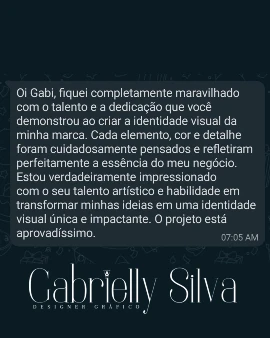 Oi Gabi, fiquei completamente maravilhado
com o talento e a dedicação que você
demonstrou ao criar a identidade visual da
minha marca. Cada elemento, cor e detalhe
foram cuidadosamente pensados e refletiram
perfeitamente a essência do meu negócio.
Estou verdadeiramente impressionado
com o seu talento artístico e habilidade em
transformar minhas ideias em uma identidade
visual única e impactante. O projeto está
aprovadíssimo.
07:05 AM
Gabrielly Silva
DESIGNER GRÁFICO